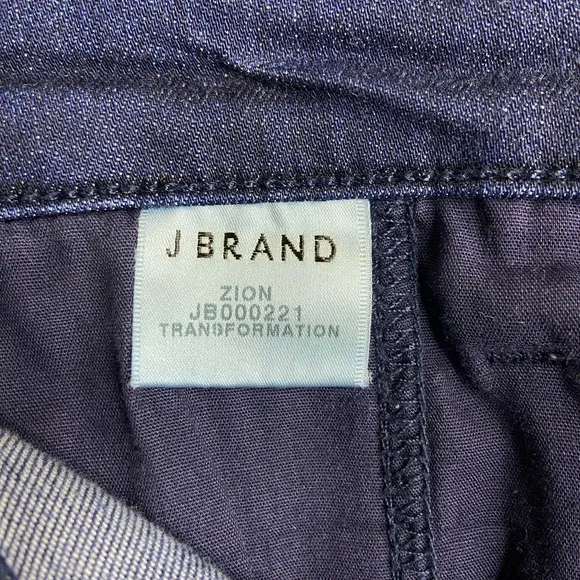 J BRAND
ZION
JB000221
TRANSFORMATION